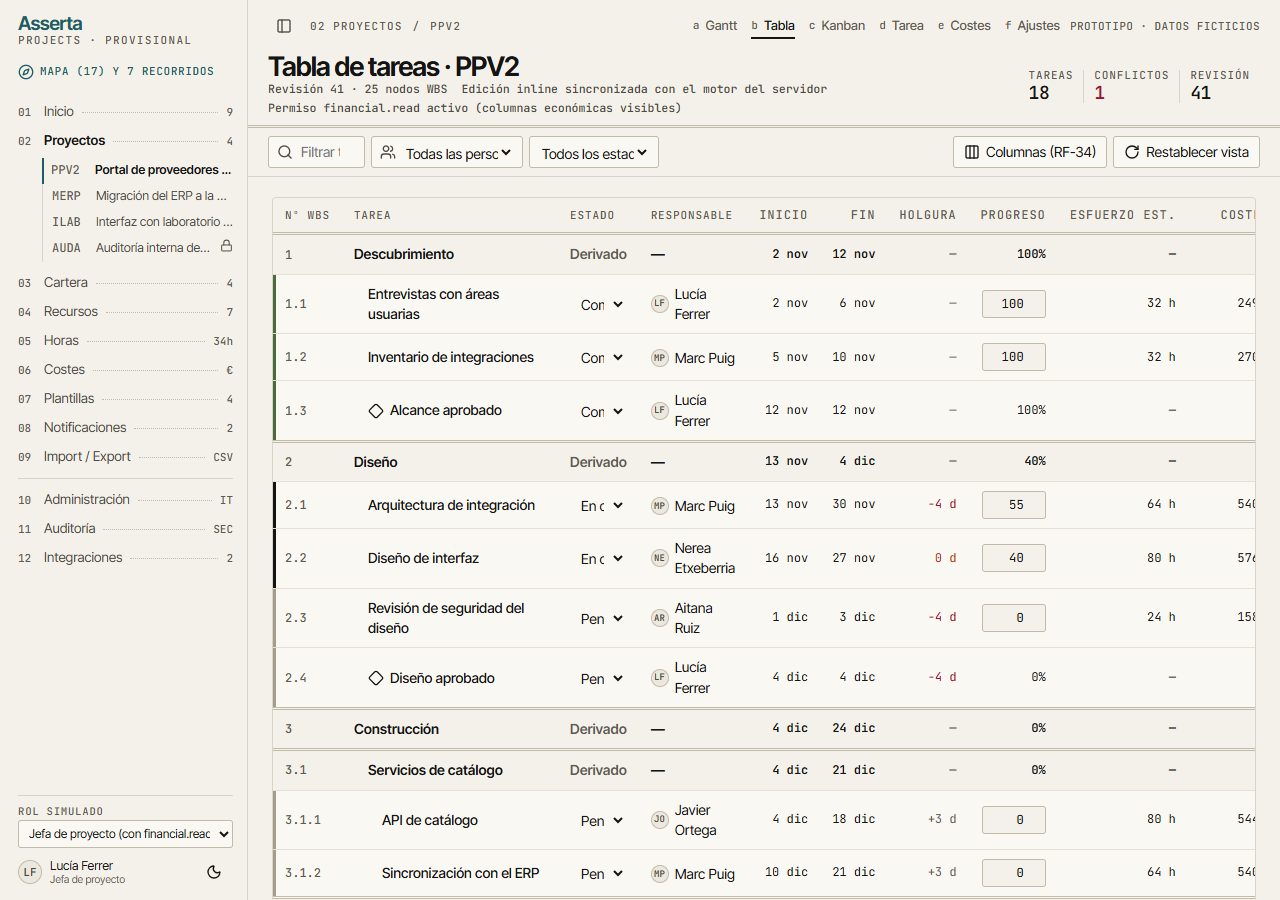 Asserta
PROJECTS · PROVISIONAL
MAPA (17) Y 7 RECORRIDOS
01 Inicio 9
02 Proyectos 4
PPV2 Portal de proveedores ...
MERP Migración del ERP a la ...
ILAB Interfaz con laboratorio ...
AUDA Auditoría interna de...
03 Cartera 4
04 Recursos 7
05 Horas 34h
06 Costes €
07 Plantillas 4
08 Notificaciones 2
09 Import / Export CSV
10 Administración IT
11 Auditoría SEC
12 Integraciones 2
ROL SIMULADO
Jefa de proyecto (con financial.read
LF Lucía Ferrer
Jefa de proyecto
02 PROYECTOS / PPV2
a Gantt b Tabla c Kanban d Tarea e Costes f Ajustes PROTOTIPO · DATOS FICTICIOS
Tabla de tareas · PPV2
Revisión 41 · 25 nodos WBS Edición inline sincronizada con el motor del servidor
Permiso financial.read activo (columnas económicas visibles)
TAREAS CONFLICTOS REVISIÓN
18 1 41
Filtrar Todas las perso Todos los estad Columnas (RF-34) Restablecer vista
N° WBS TAREA ESTADO RESPONSABLE INICIO FIN HOLGURA PROGRESO ESFUERZO EST. COST
1 Descubrimiento Derivado — 2 nov 12 nov — 100% —
1.1 Entrevistas con áreas usuarias Con LF Lucía Ferrer 2 nov 6 nov — 100 32 h 249
1.2 Inventario de integraciones Con MP Marc Puig 5 nov 10 nov — 100 32 h 270
1.3 Alcance aprobado Con LF Lucía Ferrer 12 nov 12 nov — 100% —
2 Diseño Derivado — 13 nov 4 dic — 40% —
2.1 Arquitectura de integración En c MP Marc Puig 13 nov 30 nov -4 d 55 64 h 540
2.2 Diseño de interfaz En c NE Nerea Etxeberria 16 nov 27 nov 0 d 40 80 h 576
2.3 Revisión de seguridad del diseño Pen AR Aitana Ruiz 1 dic 3 dic -4 d 0 24 h 158
2.4 Diseño aprobado Pen LF Lucía Ferrer 4 dic 4 dic -4 d 0% —
3 Construcción Derivado — 4 dic 24 dic — 0% —
3.1 Servicios de catálogo Derivado — 4 dic 21 dic — 0% —
3.1.1 API de catálogo Pen JO Javier Ortega 4 dic 18 dic +3 d 0 80 h 544
3.1.2 Sincronización con el ERP Pen MP Marc Puig 10 dic 21 dic +3 d 0 64 h 540